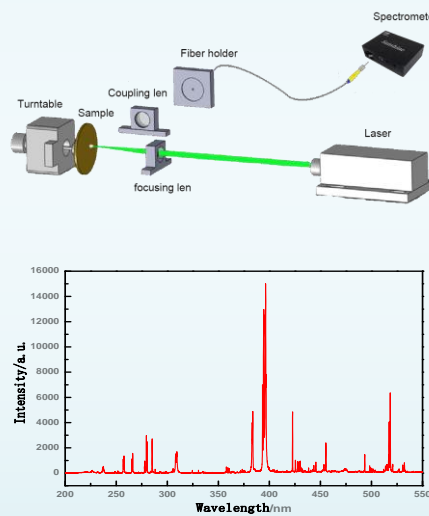 Spectromete
Fiber holder
Coupling len
Turntable
Sample
Laser
focusing len
16000
14000
12000
10000
8000
6000
4000
2000
0
Intensity/a.u.
200 250 300 350 400 450 500 550
Wavelength/nm